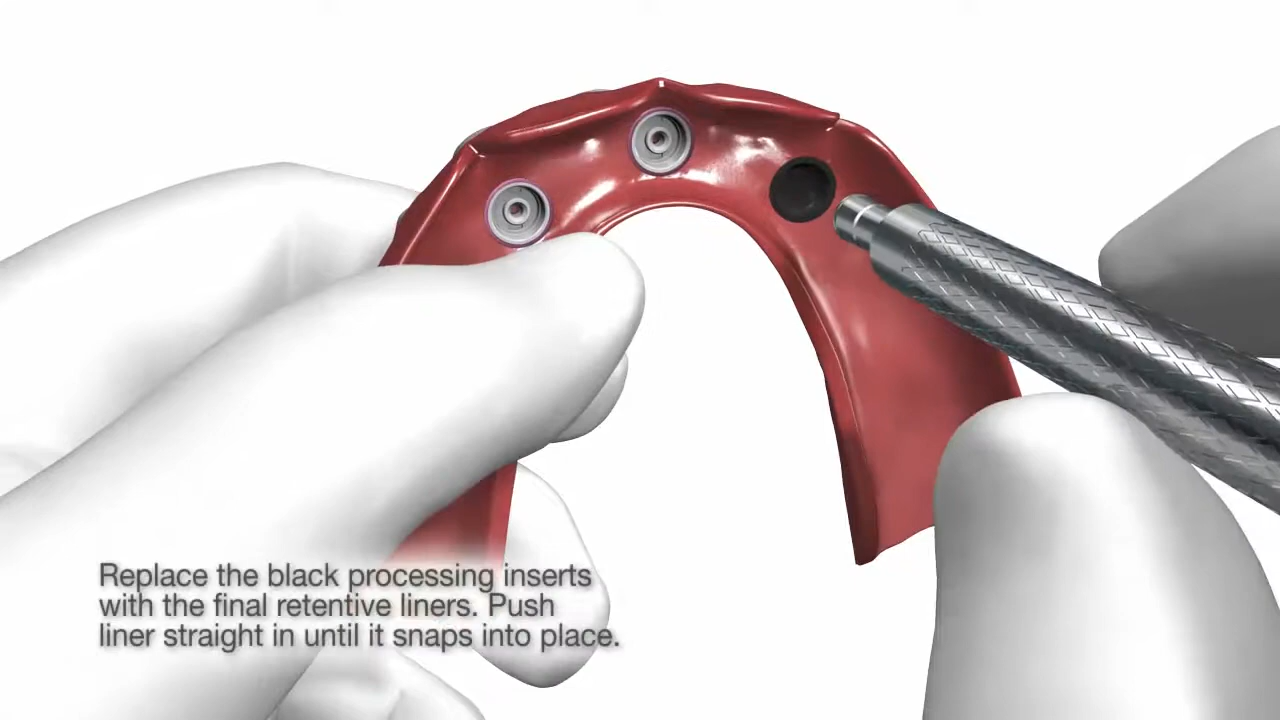 Replace the black processing inserts
with the final retentive liners. Push
liner straight in until it snaps into place.